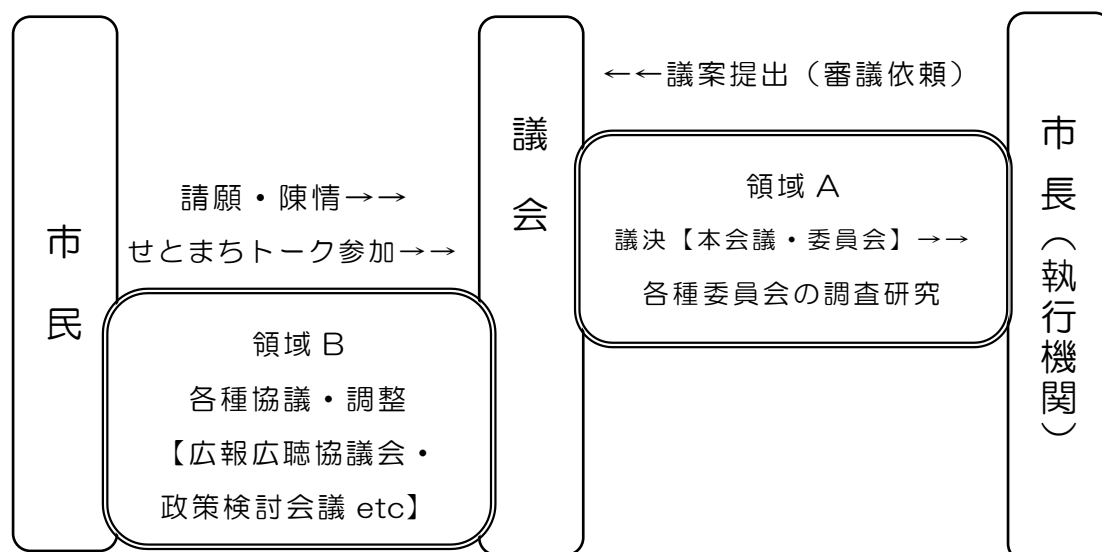 市民
請願・陳情→→
せとまちトーク参加→→
領域 B
各種協議・調整
【広報広聴協議会・
政策検討会議 etc】
議会
←←議案提出（審議依頼）
領域 A
議決【本会議・委員会】→→
各種委員会の調査研究
市長（執行機関）